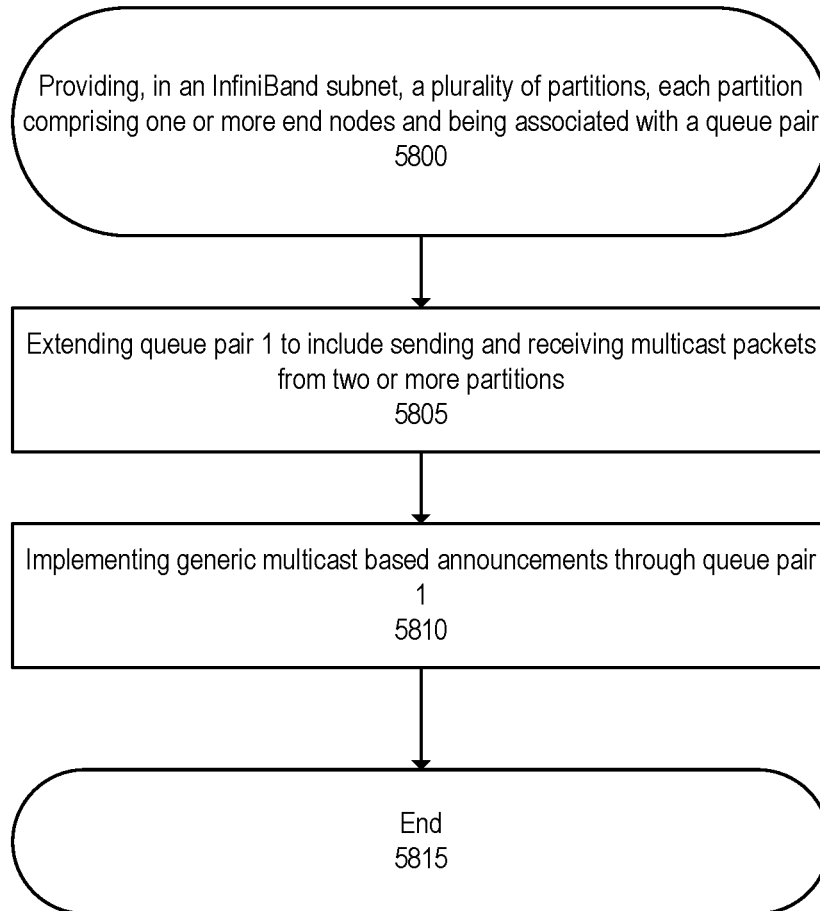 Providing, in an InfiniBand subnet, a plurality of partitions, each partition
comprising one or more end nodes and being associated with a queue pair
5800
Extending queue pair 1 to include sending and receiving multicast packets
from two or more partitions
5805
Implementing generic multicast based announcements through queue pair
1
5810
End
5815